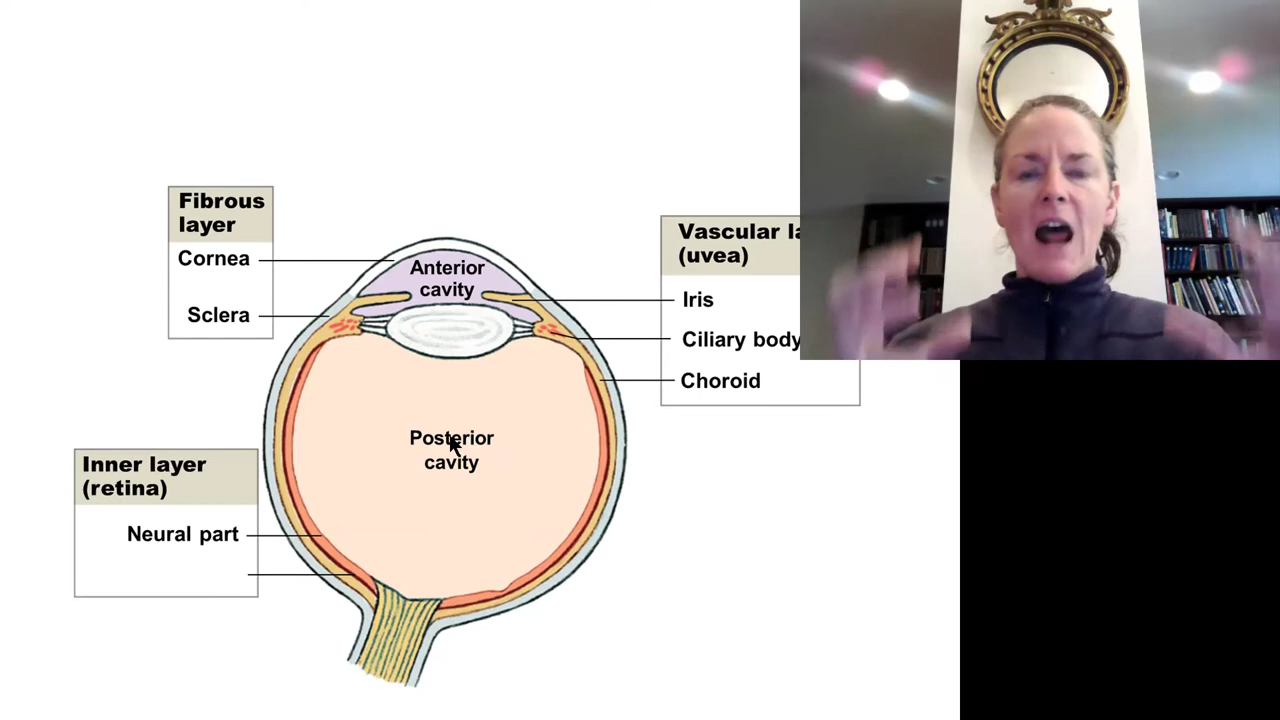 Fibrous
layer
Cornea
Sclera
Anterior
cavity
Vascular
(uvea)
Iris
Ciliary body
Choroid
Posterior
cavity
Inner layer
(retina)
Neural part